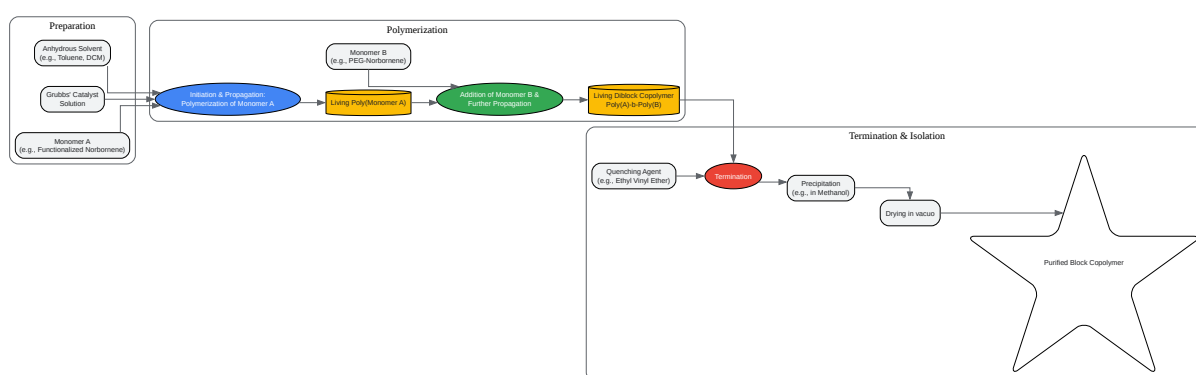 Preparation
Anhydrous Solvent
(e.g., Toluene, DCM)
Grubbs' Catalyst
Solution
Monomer A
(e.g., Functionalized Norbornene)
Polymerization
Monomer B
(e.g., PEG-Norbornene)
Initiation & Propagation:
Polymerization of Monomer A
Living Poly(Monomer A)
Addition of Monomer B &
Further Propagation
Living Diblock Copolymer
Poly(A)-b-Poly(B)
Termination & Isolation
Quenching Agent
(e.g., Ethyl Vinyl Ether)
Termination
Precipitation
(e.g., in Methanol)
Drying in vacuo
Purified Block Copolymer